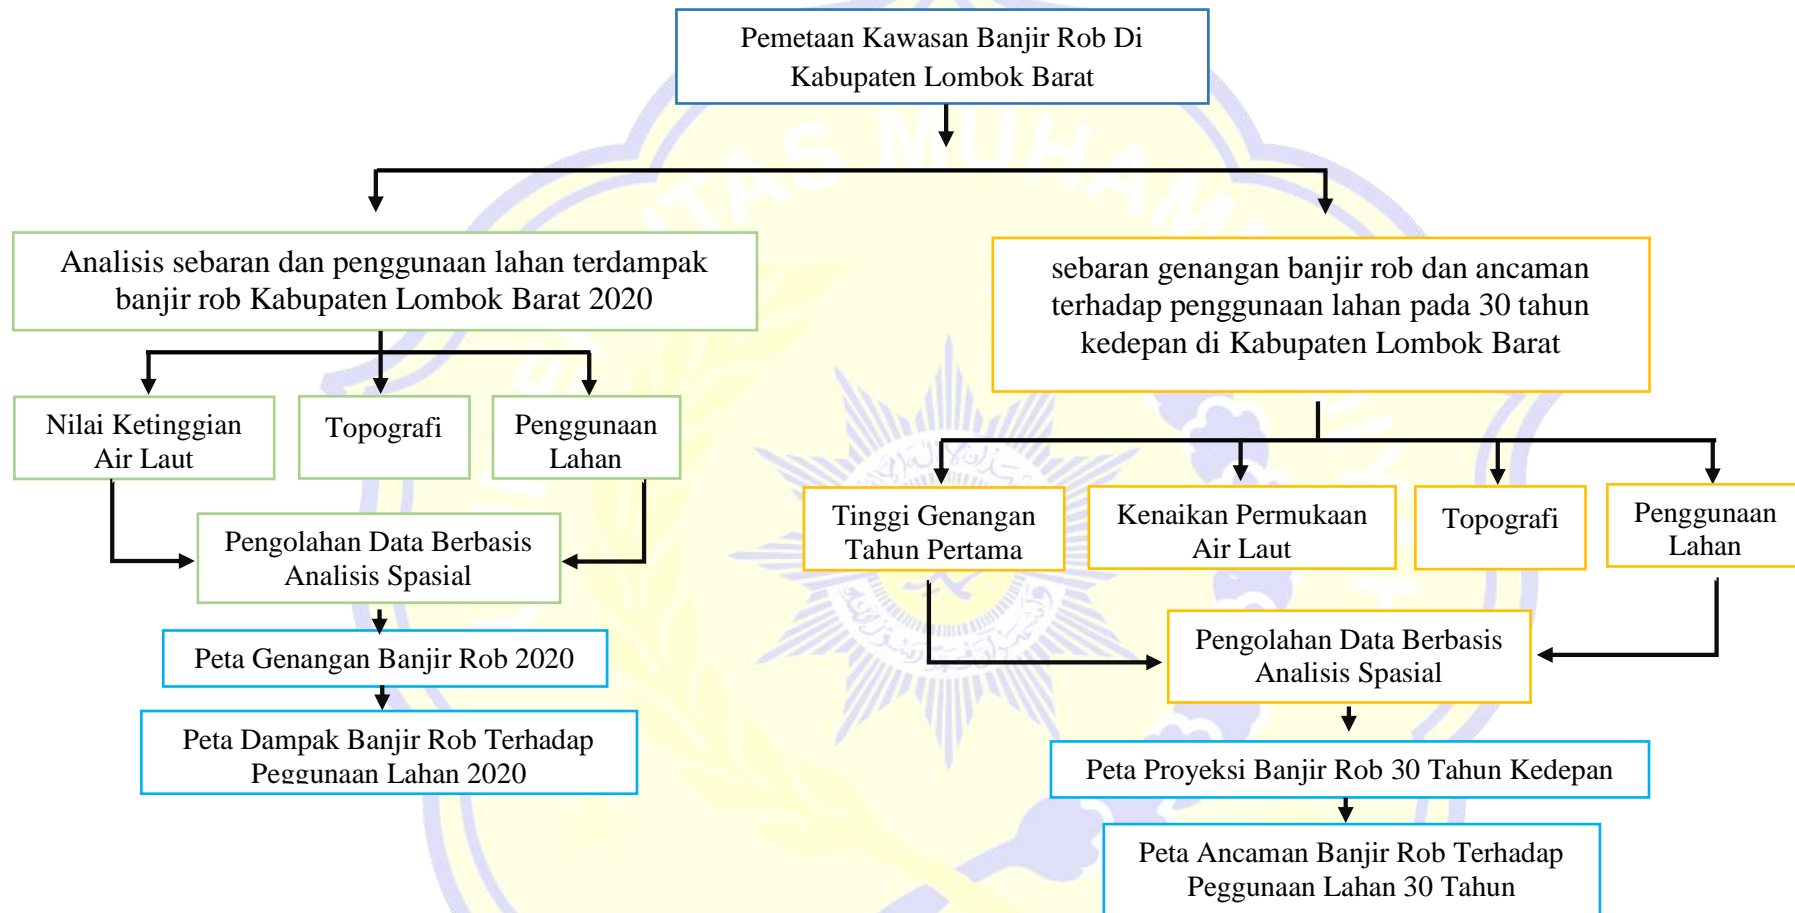 Pemetaan Kawasan Banjir Rob Di
Kabupaten Lombok Barat
Analisis sebaran dan penggunaan lahan terdampak
banjir rob Kabupaten Lombok Barat 2020
sebaran genangan banjir rob dan ancaman
terhadap penggunaan lahan pada 30 tahun
kedepan di Kabupaten Lombok Barat
Nilai Ketinggian
Air Laut
Topografi
Penggunaan
Lahan
Tinggi Genangan
Tahun Pertama
Kenaikan Permukaan
Air Laut
Topografi
Penggunaan
Lahan
Pengolahan Data Berbasis
Analisis Spasial
Pengolahan Data Berbasis
Analisis Spasial
Peta Genangan Banjir Rob 2020
Peta Dampak Banjir Rob Terhadap
Peggunaan Lahan 2020
Peta Proyeksi Banjir Rob 30 Tahun Kedepan
Peta Ancaman Banjir Rob Terhadap
Peggunaan Lahan 30 Tahun